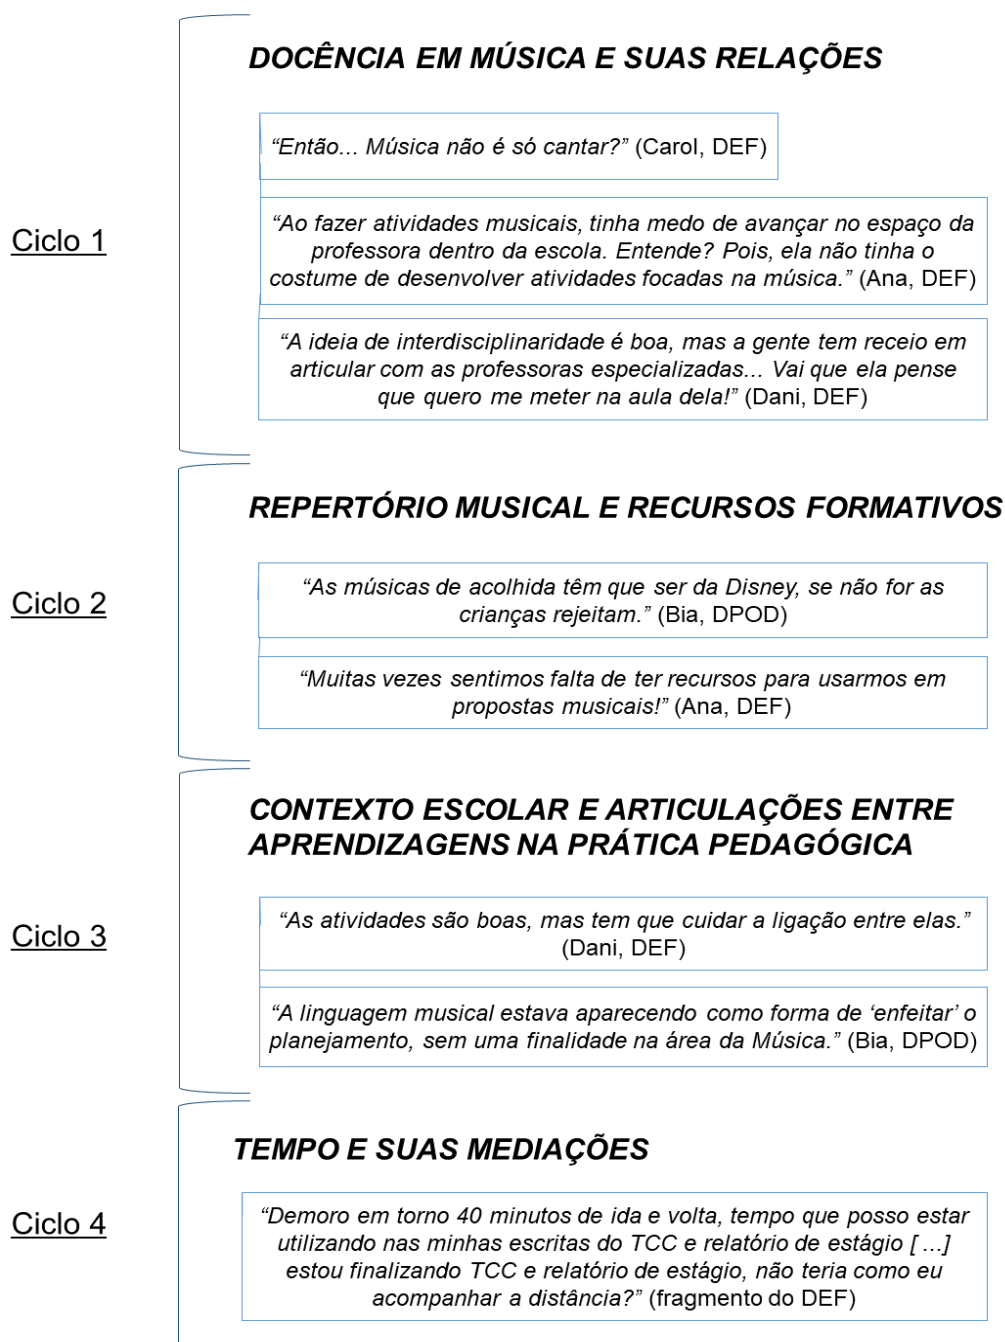 DOCÊNCIA EM MÚSICA E SUAS RELAÇÕES
“Então... Música não é só cantar?” (Carol, DEF)
Ciclo 1
“Ao fazer atividades musicais, tinha medo de avançar no espaço da
professora dentro da escola. Entende? Pois, ela não tinha o
costume de desenvolver atividades focadas na música.” (Ana, DEF)
“A ideia de interdisciplinaridade é boa, mas a gente tem receio em
articular com as professoras especializadas... Vai que ela pense
que quero me meter na aula dela!” (Dani, DEF)
REPERTÓRIO MUSICAL E RECURSOS FORMATIVOS
Ciclo 2
“As músicas de acolhida têm que ser da Disney, se não for as
crianças rejeitam.” (Bia, DPOD)
“Muitas vezes sentimos falta de ter recursos para usarmos em
propostas musicais!” (Ana, DEF)
CONTEXTO ESCOLAR E ARTICULAÇÕES ENTRE
APRENDIZAGENS NA PRÁTICA PEDAGÓGICA
Ciclo 3
“As atividades são boas, mas tem que cuidar a ligação entre elas.”
(Dani, DEF)
“A linguagem musical estava aparecendo como forma de ‘enfeitar’ o
planejamento, sem uma finalidade na área da Música.” (Bia, DPOD)
TEMPO E SUAS MEDIAÇÕES
Ciclo 4
“Demoro em torno 40 minutos de ida e volta, tempo que posso estar
utilizando nas minhas escritas do TCC e relatório de estágio [ ...]
estou finalizando TCC e relatório de estágio, não teria como eu
acompanhar a distância?” (fragmento do DEF)